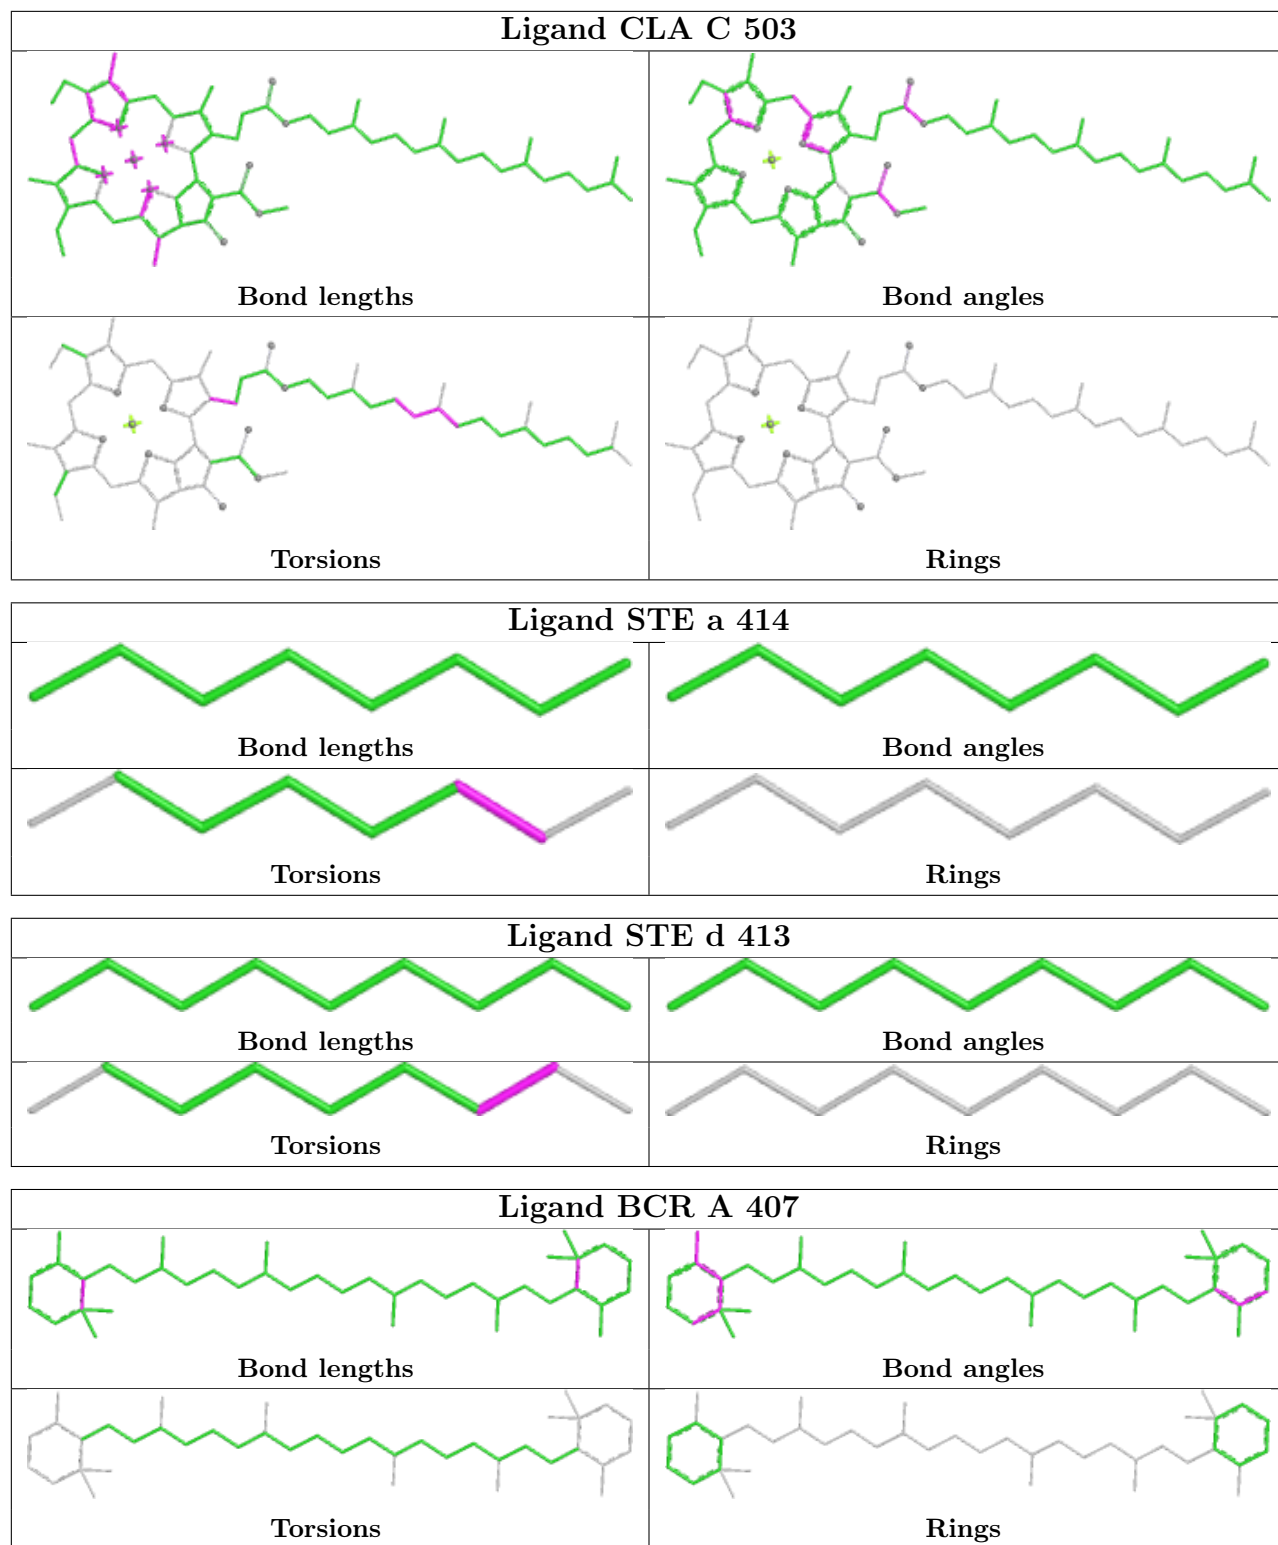 Ligand CLA C 503
Bond lengths
Bond angles
Torsions
Rings
Ligand STE a 414
Bond lengths
Bond angles
Torsions
Rings
Ligand STE d 413
Bond lengths
Bond angles
Torsions
Rings
Ligand BCR A 407
Bond lengths
Bond angles
Torsions
Rings